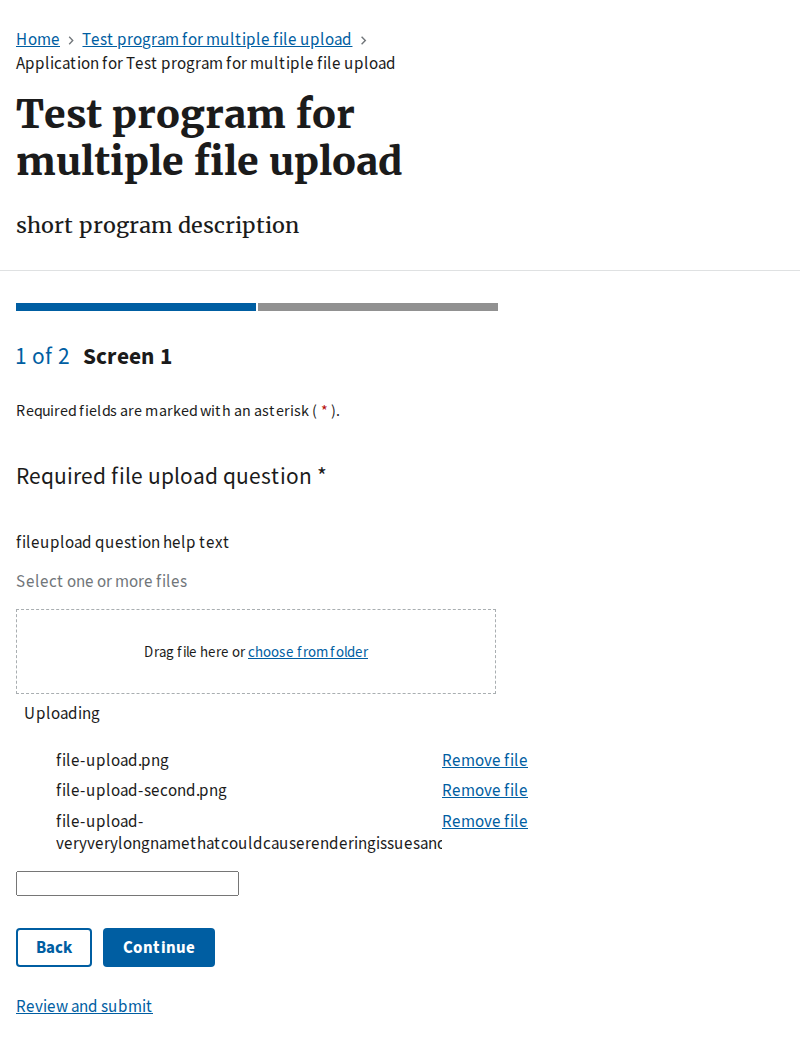 Home > Test program for multiple file upload >
Application for Test program for multiple file upload
Test program for
multiple file upload
short program description
1 of 2 Screen 1
Required fields are marked with an asterisk ( * ).
Required file upload question *
fileupload question help text
Select one or more files
Drag file here or choose from folder
Uploading
file-upload.png Remove file
file-upload-second.png Remove file
file-upload- Remove file
veryverylongnamethatcouldcauserenderingissuesand
Back Continue
Review and submit